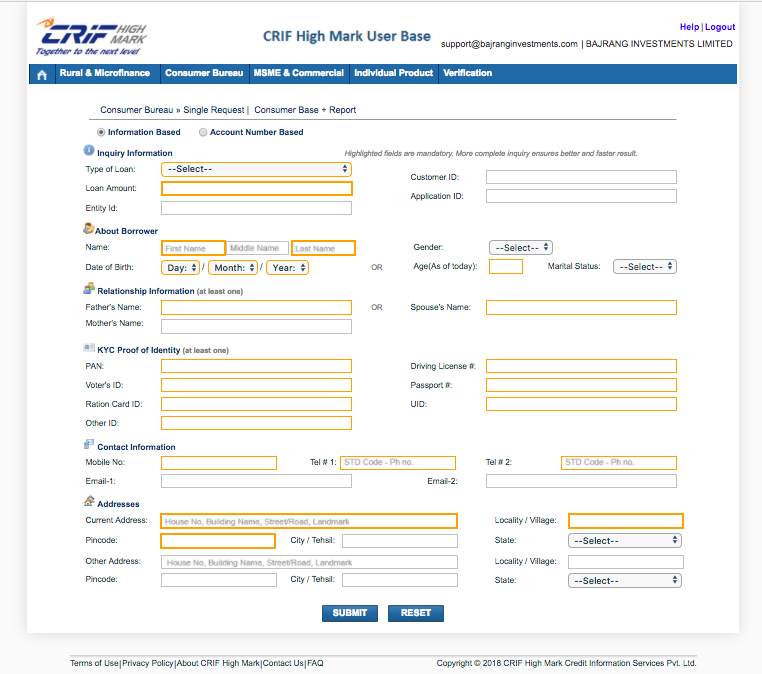 CRIF HIGH MARK
Together to the next level
CRIF High Mark User Base
Help | Logout
support@bajranginvestments.com | BAJRANG INVESTMENTS LIMITED
Rural & Microfinance Consumer Bureau MSME & Commercial Individual Product Verification
Consumer Bureau » Single Request | Consumer Base + Report
Information Based Account Number Based
Inquiry Information Highlighted fields are mandatory. More complete inquiry ensures better and faster result.
Type of Loan: --Select-- Customer ID:
Loan Amount: Application ID:
Entity Id:
About Borrower
Name: First Name Middle Name Last Name Gender: --Select--
Date of Birth: Day: / Month: / Year: OR Age(As of today): Marital Status: --Select--
Relationship Information (at least one)
Father's Name: OR Spouse's Name:
Mother's Name:
KYC Proof of Identity (at least one)
PAN: Driving License #:
Voter's ID: Passport #:
Ration Card ID: UID:
Other ID:
Contact Information
Mobile No: Tel # 1: STD Code - Ph no. Tel # 2: STD Code - Ph no.
Email-1: Email-2:
Addresses
Current Address: House No, Building Name, Street/Road, Landmark Locality / Village:
Pincode: City / Tehsil: State: --Select--
Other Address: House No, Building Name, Street/Road, Landmark Locality / Village:
Pincode: City / Tehsil: State: --Select--
SUBMIT RESET
Terms of Use|Privacy Policy|About CRIF High Mark|Contact Us|FAQ Copyright © 2018 CRIF High Mark Credit Information Services Pvt. Ltd.